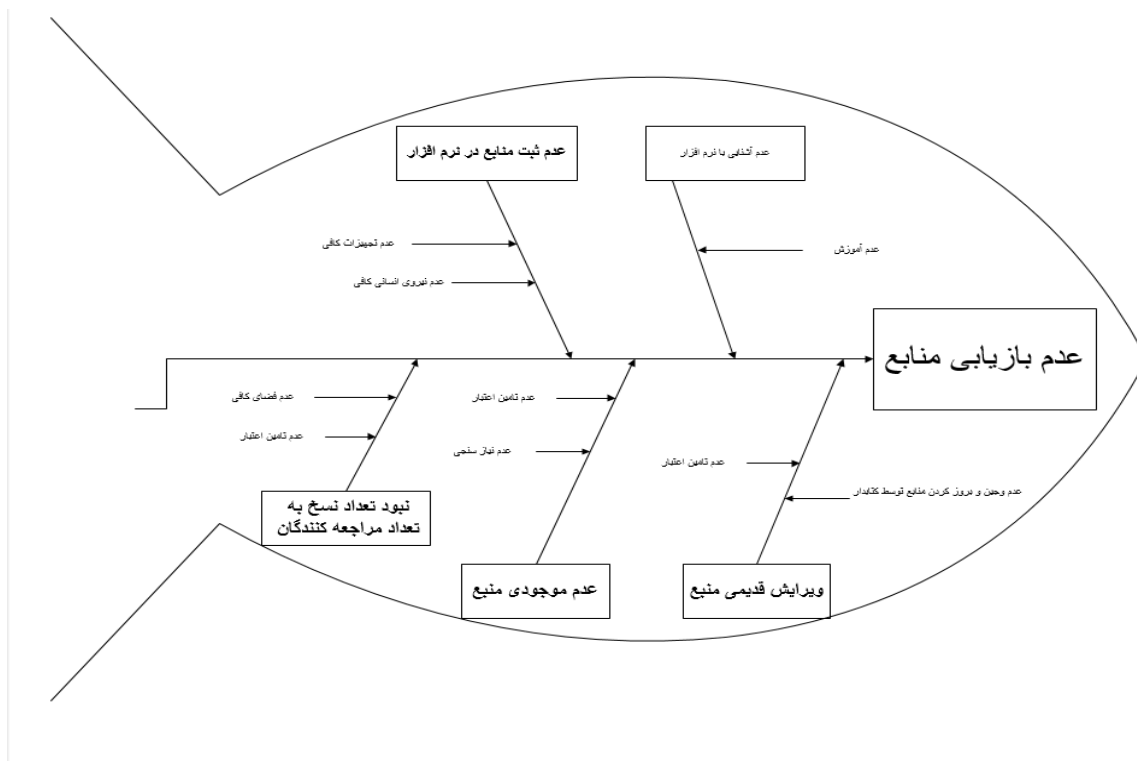 عدم ثبت منابع در نرم افزار
عدم آشنایی با نرم افزار
عدم تجهیزات کافی
عدم آموزش
عدم نیروی انسانی کافی
عدم بازیابی منابع
عدم فضای کافی
عدم تامین اعتبار
عدم تامین اعتبار
عدم نیاز سنجی
عدم تامین اعتبار
عدم وجین و بروز کردن منابع توسط کتابدار
نبود تعداد نسخ به
تعداد مراجعه کنندگان
عدم موجودی منبع
ویرایش قدیمی منبع